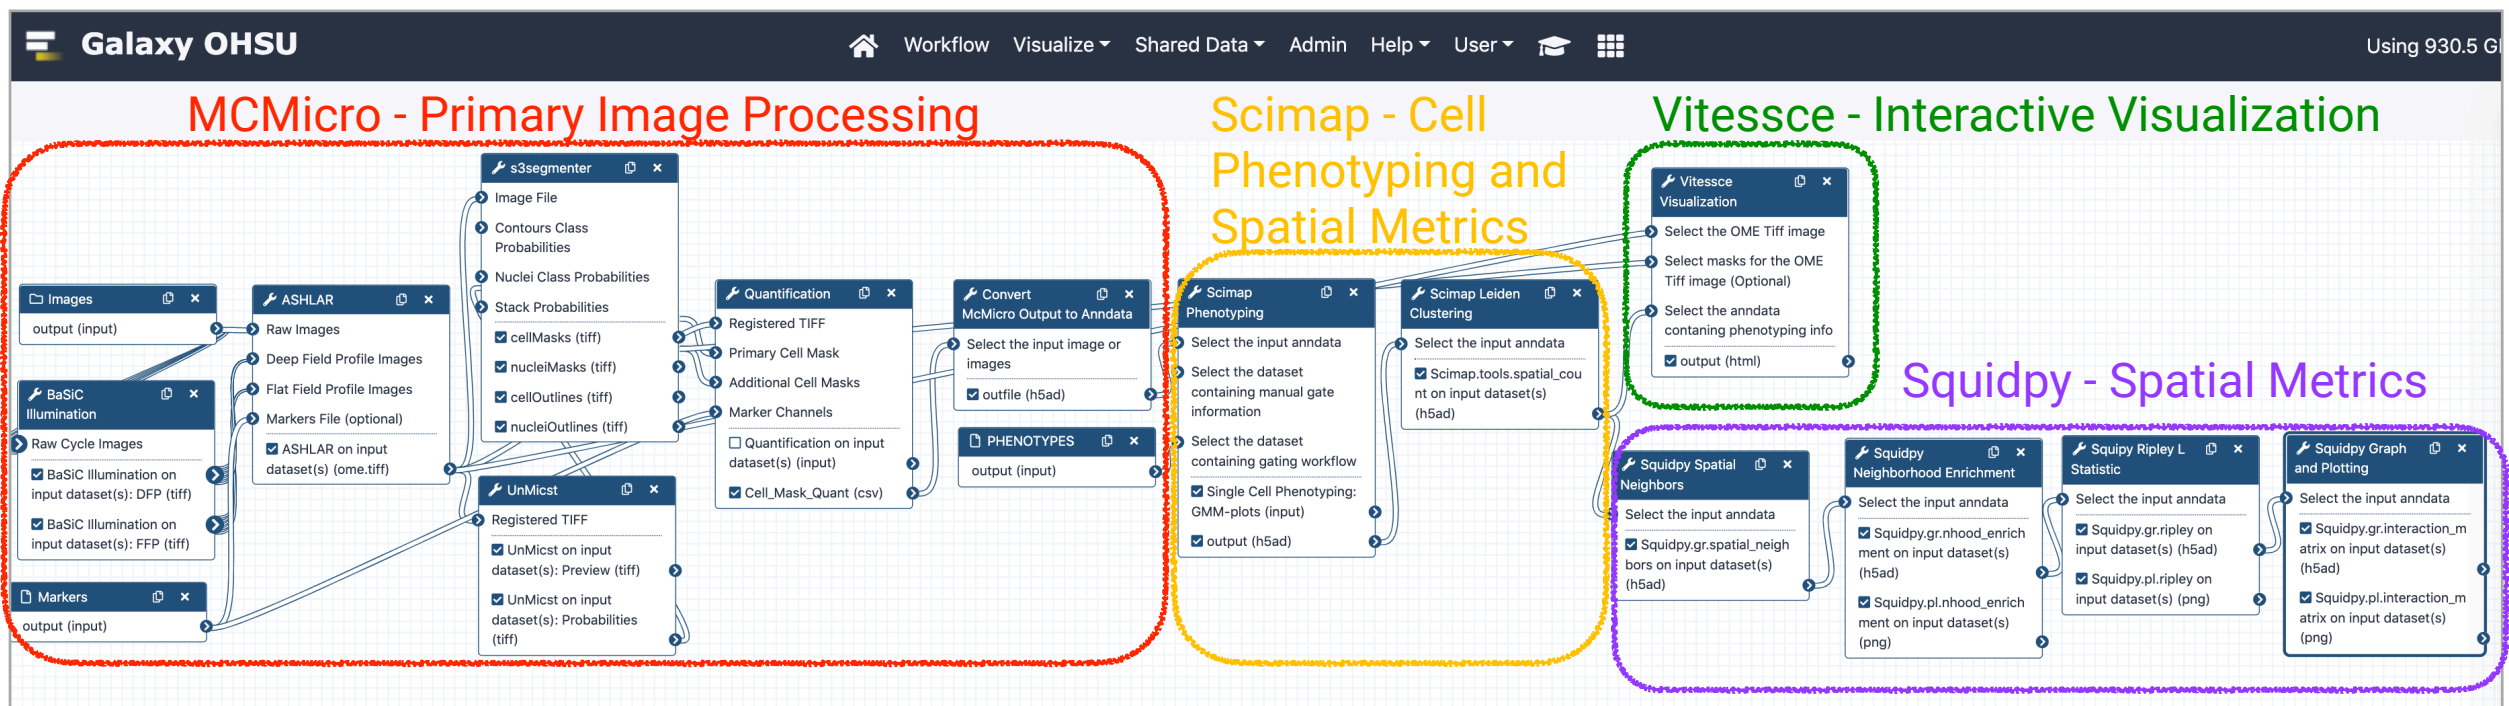 Galaxy OHSU
Workflow
Visualize
Shared Data
Admin
Help
User
Using 930.5
MCMicro - Primary Image Processing
Scimap - Cell
Phenotyping and
Spatial Metrics
Vitessce - Interactive Visualization
Squidpy - Spatial Metrics
Images
output (input)
BaSiC
Illumination
Raw Cycle Images
BaSiC Illumination on
input dataset(s): DFP (tiff)
BaSiC Illumination on
input dataset(s): FFP (tiff)
Markers
output (input)
ASHLAR
Raw Images
Deep Field Profile Images
Flat Field Profile Images
Markers File (optional)
ASHLAR on input
dataset(s) (ome.tiff)
s3segmenter
Image File
Contours Class
Probabilities
Nuclei Class Probabilities
Stack Probabilities
cellMasks (tiff)
nucleiMasks (tiff)
cellOutlines (tiff)
nucleiOutlines (tiff)
UnMicst
Registered TIFF
UnMicst on input
dataset(s): Preview (tiff)
UnMicst on input
dataset(s): Probabilities
(tiff)
Quantification
Registered TIFF
Primary Cell Mask
Additional Cell Masks
Marker Channels
Quantification on input
dataset(s) (input)
Cell_Mask_Quant (csv)
Convert
McMicro Output to Anndata
Select the input image or
images
outfile (h5ad)
PHENOTYPES
output (input)
Scimap
Phenotyping
Select the input anndata
Select the dataset
containing manual gate
information
Select the dataset
containing gating workflow
Single Cell Phenotyping:
GMM-plots (input)
output (h5ad)
Scimap Leiden
Clustering
Select the input anndata
Scimap.tools.spatial_cou
nt on input dataset(s)
(h5ad)
Vitessce
Visualization
Select the OME Tiff image
Select masks for the OME
Tiff image (Optional)
Select the anndata
contaning phenotyping info
output (html)
Squidpy Spatial
Neighbors
Select the input anndata
Squidpy.gr.spatial_neigh
bors on input dataset(s)
(h5ad)
Squidpy
Neighborhood Enrichment
Select the input anndata
Squidpy.gr.nhood_enrich
ment on input dataset(s)
(h5ad)
Squidpy.pl.nhood_enrich
ment on input dataset(s)
(png)
Squipy Ripley L
Statistic
Select the input anndata
Squidpy.gr.ripley on
input dataset(s) (h5ad)
Squidpy.pl.ripley on
input dataset(s) (png)
Squidpy Graph
and Plotting
Select the input anndata
Squidpy.gr.interaction_m
atrix on input dataset(s)
(h5ad)
Squidpy.pl.interaction_m
atrix on input dataset(s)
(png)